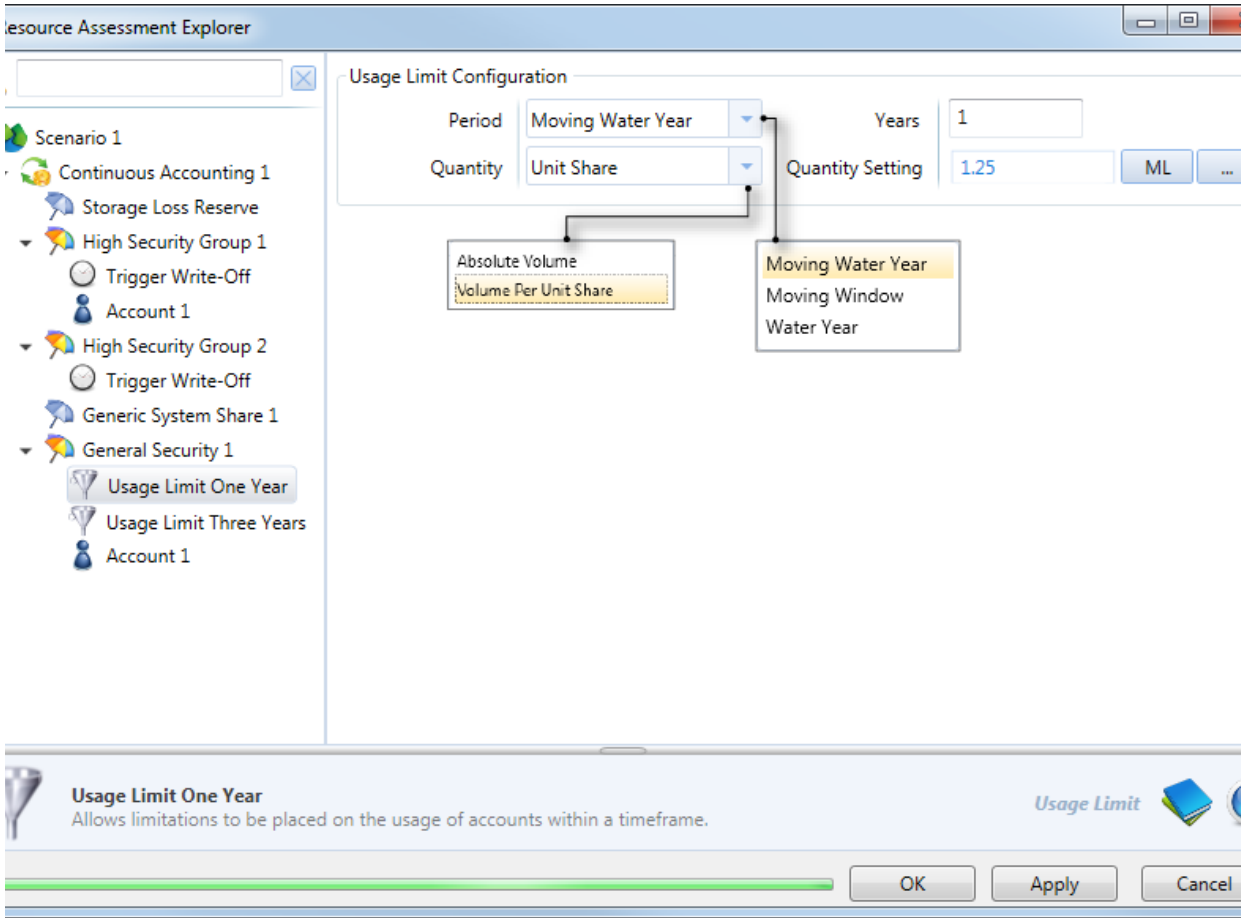 Resource Assessment Explorer
Usage Limit Configuration
Period Moving Water Year Years 1
Quantity Unit Share Quantity Setting 1.25 ML ...
Scenario 1
Continuous Accounting 1
Storage Loss Reserve
High Security Group 1
Trigger Write-Off
Account 1
High Security Group 2
Trigger Write-Off
Generic System Share 1
General Security 1
Usage Limit One Year
Usage Limit Three Years
Account 1
Absolute Volume
Volume Per Unit Share
Moving Water Year
Moving Window
Water Year
Usage Limit One Year
Allows limitations to be placed on the usage of accounts within a timeframe.
Usage Limit
OK Apply Cancel